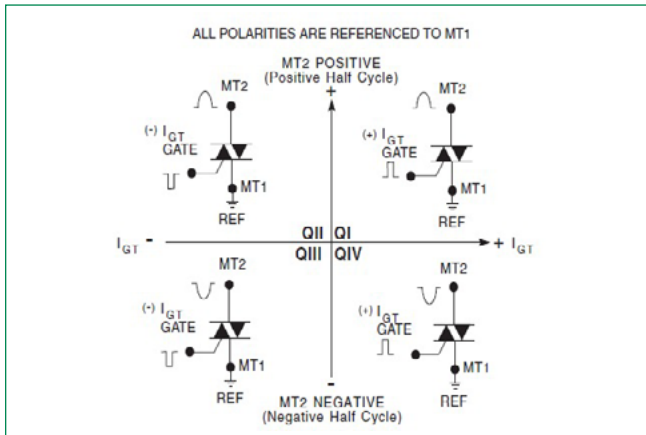 ALL POLARITIES ARE REFERENCED TO MT1
MT2 POSITIVE
(Positive Half Cycle)
+
MT2
(-) IGT
GATE
MT1
REF
MT2
(+) IGT
GATE
MT1
REF
IGT -
QII QI
QIII QIV
+ IGT
MT2
(-) IGT
GATE
MT1
REF
MT2
(+) IGT
GATE
MT1
REF
-
MT2 NEGATIVE
(Negative Half Cycle)